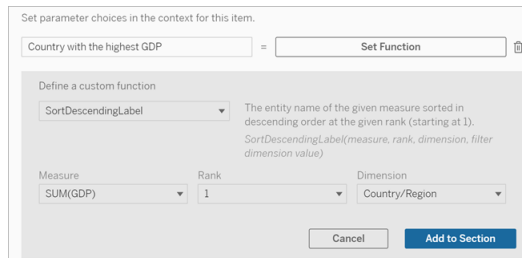 Set parameter choices in the context for this item.
Country with the highest GDP = Set Function
Define a custom function
SortDescendingLabel
The entity name of the given measure sorted in
descending order at the given rank (starting at 1).
SortDescendingLabel(measure, rank, dimension, filter
dimension value)
Measure Rank Dimension
SUM(GDP) 1 Country/Region
Cancel Add to Section